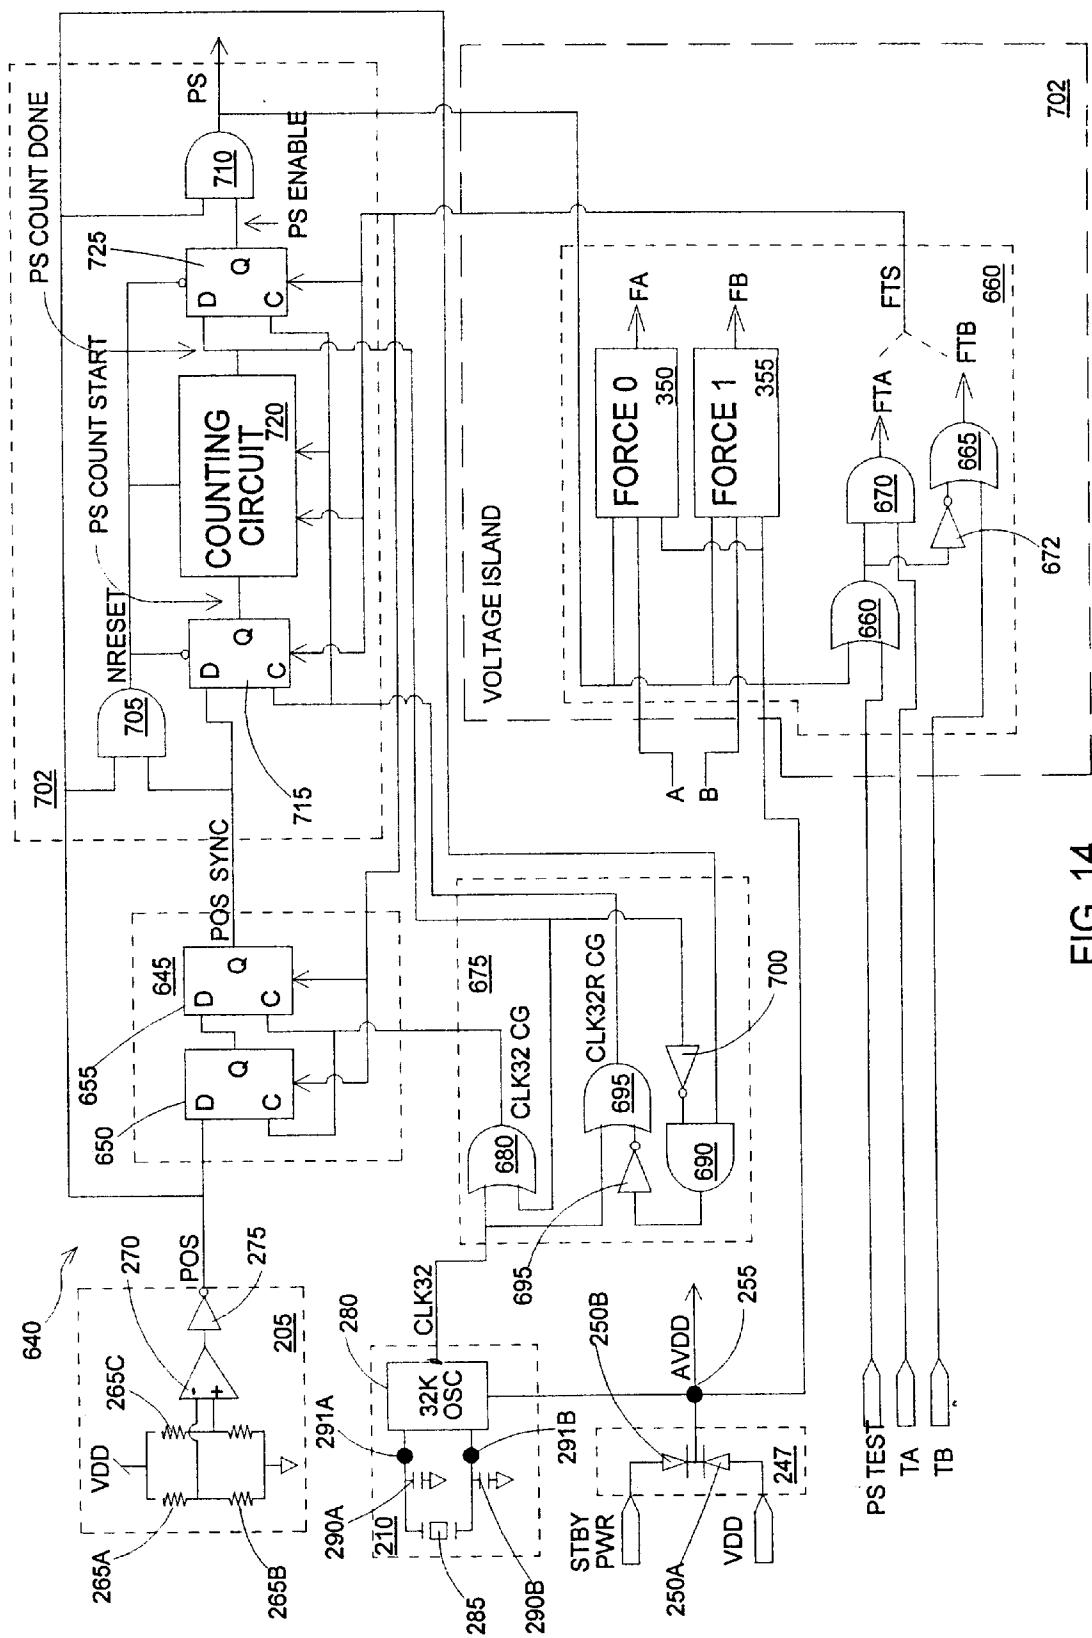 640
VDD
265A
265C
265B
270
275
205
POS
650
655
645
D
Q
C
D
Q
C
POS SYNC
702
705
NRESET
715
D
Q
C
PS COUNT START
COUNTING
CIRCUIT
720
PS COUNT DONE
725
D
Q
C
PS ENABLE
710
PS
280
CLK32
32K
OSC
291A
290A
210
285
290B
291B
675
680
CLK32 CG
CLK32R CG
695
695
690
700
STBY
PWR
VDD
250A
250B
247
AVDD
255
VOLTAGE ISLAND
702
A
B
FORCE 0
350
FA
FORCE 1
355
FB
660
670
FTA
672
665
FTB
FTS
660
PS TEST
TA
TB
FIG. 14